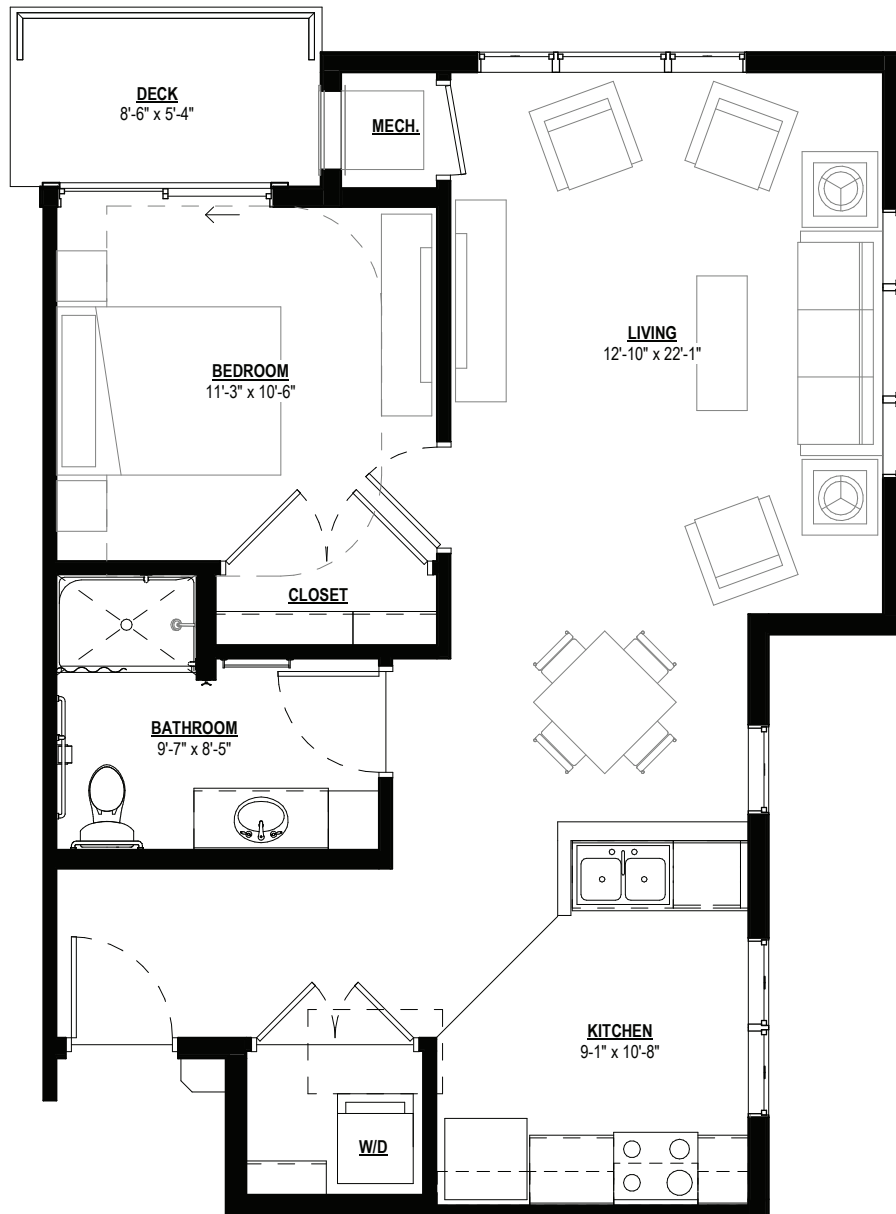 DECK
8'-6" x 5'-4"
MECH.
LIVING
12'-10" x 22'-1"
BEDROOM
11'-3" x 10'-6"
CLOSET
BATHROOM
9'-7" x 8'-5"
KITCHEN
9-1" x 10'-8"
W/D